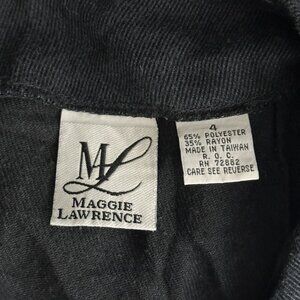 ML
MAGGIE
LAWRENCE
4
65% POLYESTER
35% RAYON
MADE IN TAIWAN
R. O. C.
RN 72882
CARE SEE REVERSE